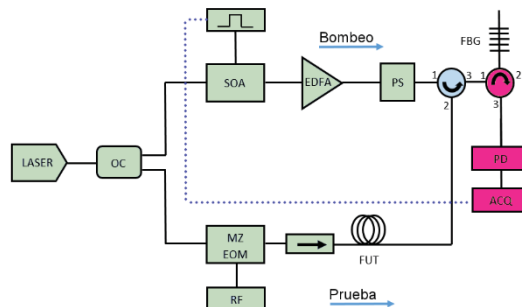 Bombeo
FBG
SOA
EDFA
PS
1
3
2
1
2
3
LASER
OC
PD
ACQ
MZ
EOM
FUT
RF
Prueba